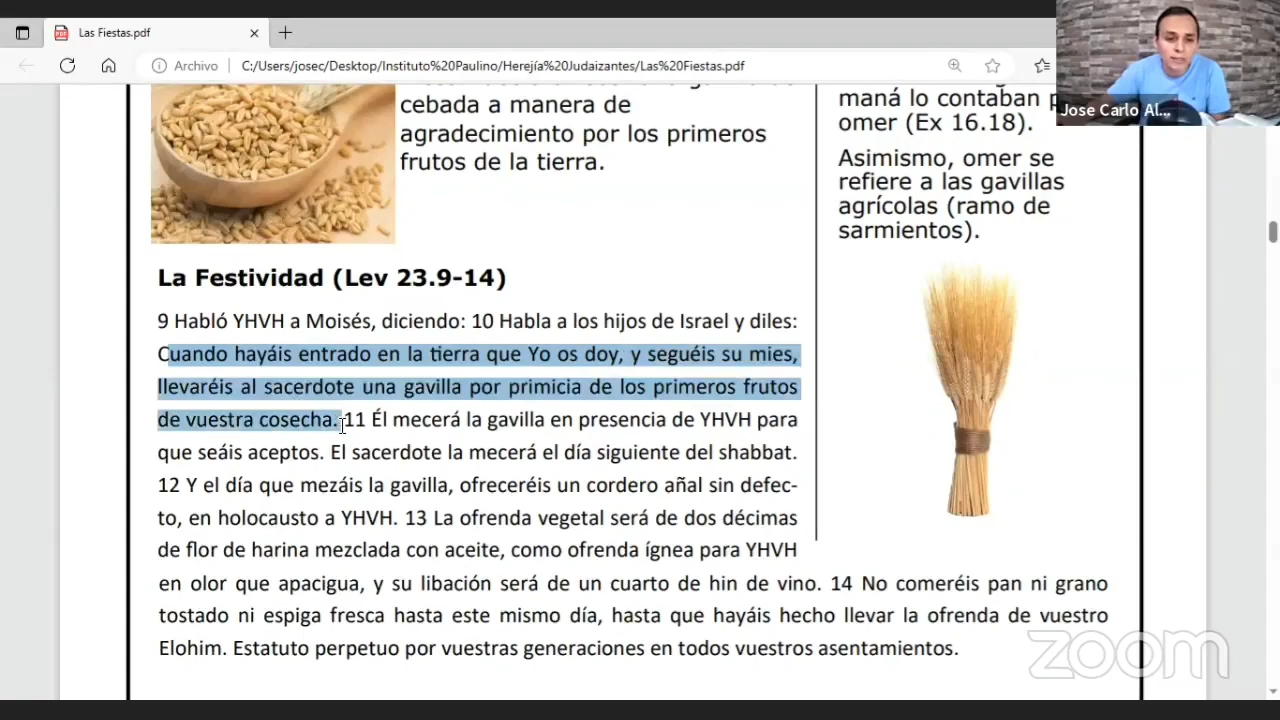 Las Fiestas.pdf
Archivo
C:/Users/josec/Desktop/Instituto%20Paulino/Herejía%20Judaizantes/Las%20Fiestas.pdf
Jose Carlo Al...
cebada a manera de
agradecimiento por los primeros
frutos de la tierra.
maná lo contaban
omer (Ex 16.18).
Asimismo, omer se
refiere a las gavillas
agrícolas (ramo de
sarmientos).
La Festividad (Lev 23.9-14)
9 Habló YHVH a Moisés, diciendo: 10 Habla a los hijos de Israel y diles:
Cuando hayáis entrado en la tierra que Yo os doy, y seguéis su mies,
llevaréis al sacerdote una gavilla por primicia de los primeros frutos
de vuestra cosecha. 11 Él mecerá la gavilla en presencia de YHVH para
que seáis aceptos. El sacerdote la mecerá el día siguiente del shabbat.
12 Y el día que mezáis la gavilla, ofreceréis un cordero añal sin defec-
to, en holocausto a YHVH. 13 La ofrenda vegetal será de dos décimas
de flor de harina mezclada con aceite, como ofrenda ígnea para YHVH
en olor que apacigua, y su libación será de un cuarto de hin de vino. 14 No comeréis pan ni grano
tostado ni espiga fresca hasta este mismo día, hasta que hayáis hecho llevar la ofrenda de vuestro
Elohim. Estatuto perpetuo por vuestras generaciones en todos vuestros asentamientos.
zoom